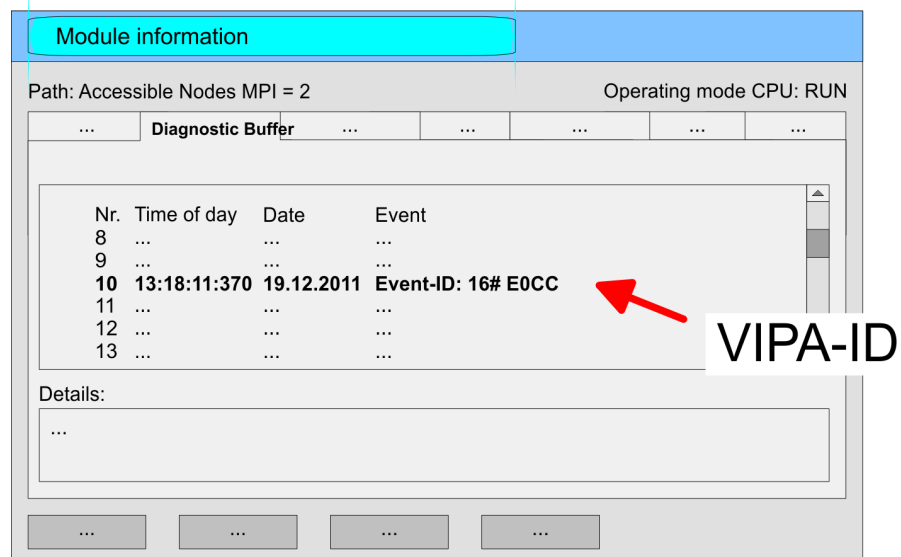 Module information
Path: Accessible Nodes MPI = 2 Operating mode CPU: RUN
... Diagnostic Buffer ... ... ... ... ...
Nr. Time of day Date Event
8 ... ... ...
9 ... ... ...
10 13:18:11:370 19.12.2011 Event-ID: 16# E0CC
11 ... ... ...
12 ... ... ...
13 ... ... ...
VIPA-ID
Details:
...
... ... ... ...